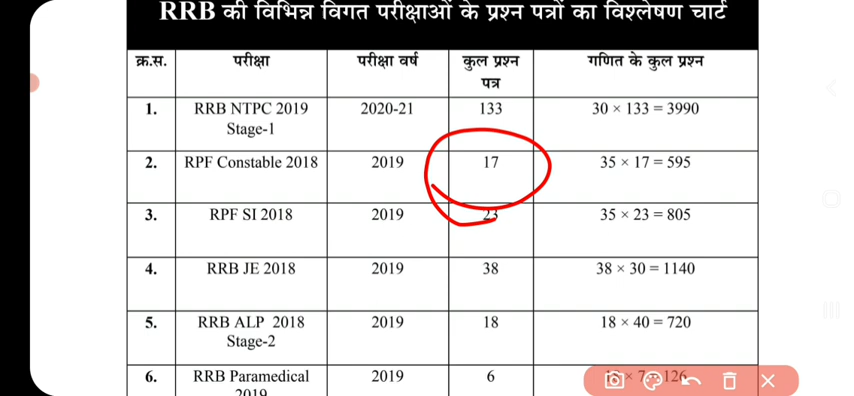 RRB की विभिन्न विगत परीक्षाओं के प्रश्न पत्रों का विश्लेषण चार्ट
क्र.स. परीक्षा परीक्षा वर्ष कुल प्रश्न पत्र गणित के कुल प्रश्न
1. RRB NTPC 2019 Stage-1 2020-21 133 30 × 133 = 3990
2. RPF Constable 2018 2019 17 35 × 17 = 595
3. RPF SI 2018 2019 23 35 × 23 = 805
4. RRB JE 2018 2019 38 38 × 30 = 1140
5. RRB ALP 2018 Stage-2 2019 18 18 × 40 = 720
6. RRB Paramedical 2019 2019 6 × 7 = 126